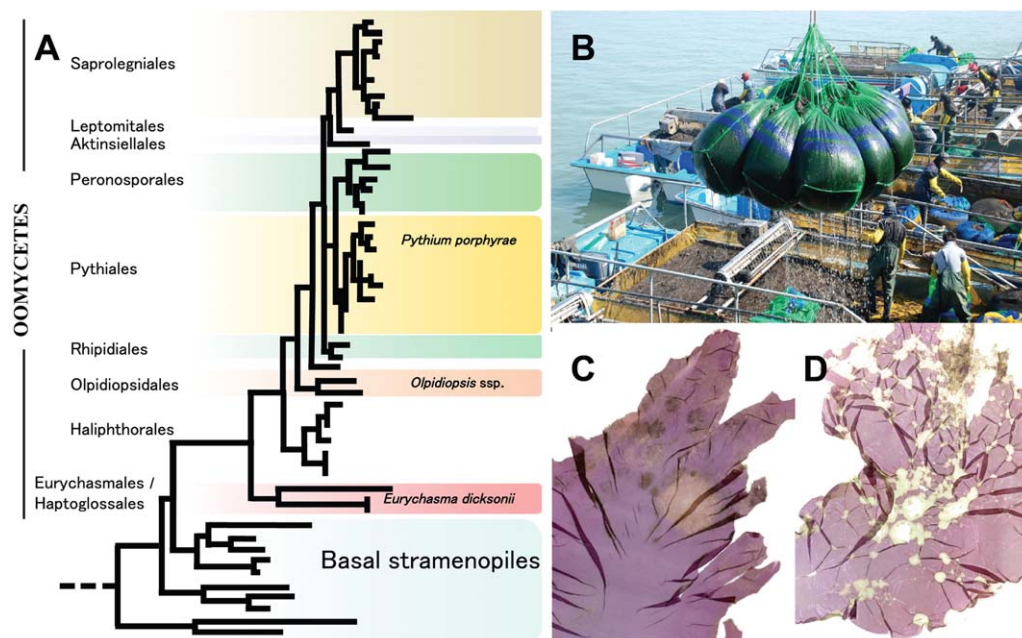 A
Saprolegniales
Leptomitales
Aktinsiellales
Peronosporales
Pythium porphyrae
Pythiales
OOMYCETES
Rhipidiales
Olpidiopsidales
Olpidiopsis ssp.
Haliphthorales
Eurychasmales /
Haptoglossales
Eurychasma dicksonii
Basal stramenopiles
B
C
D